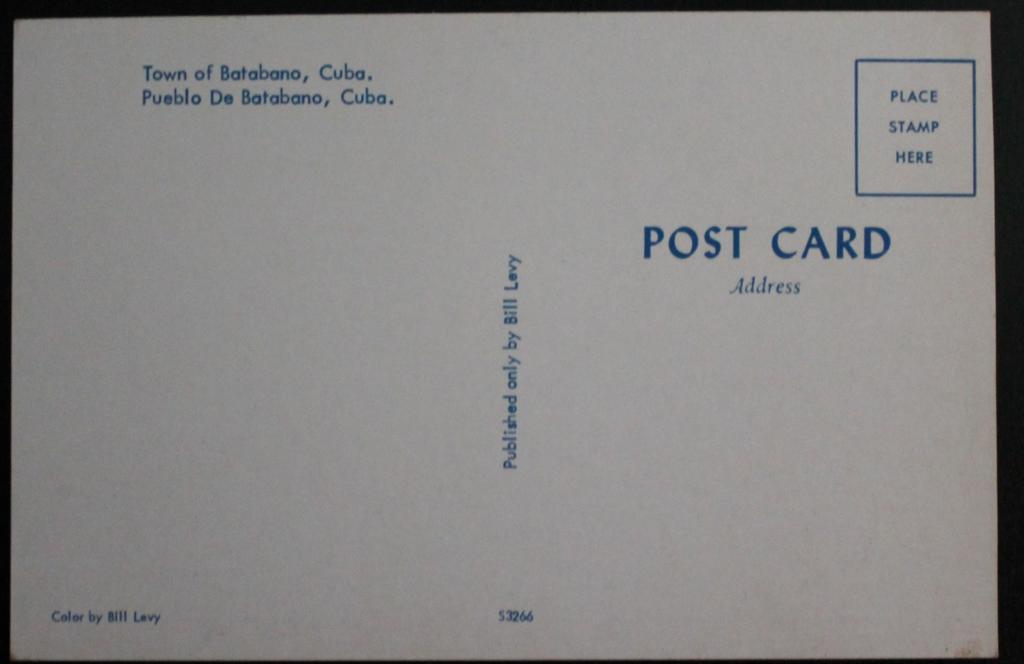 Town of Batabano, Cuba.
Pueblo De Batabano, Cuba.
PLACE
STAMP
HERE
POST CARD
Address
Published only by Bill Levy
Color by Bill Levy
S3266